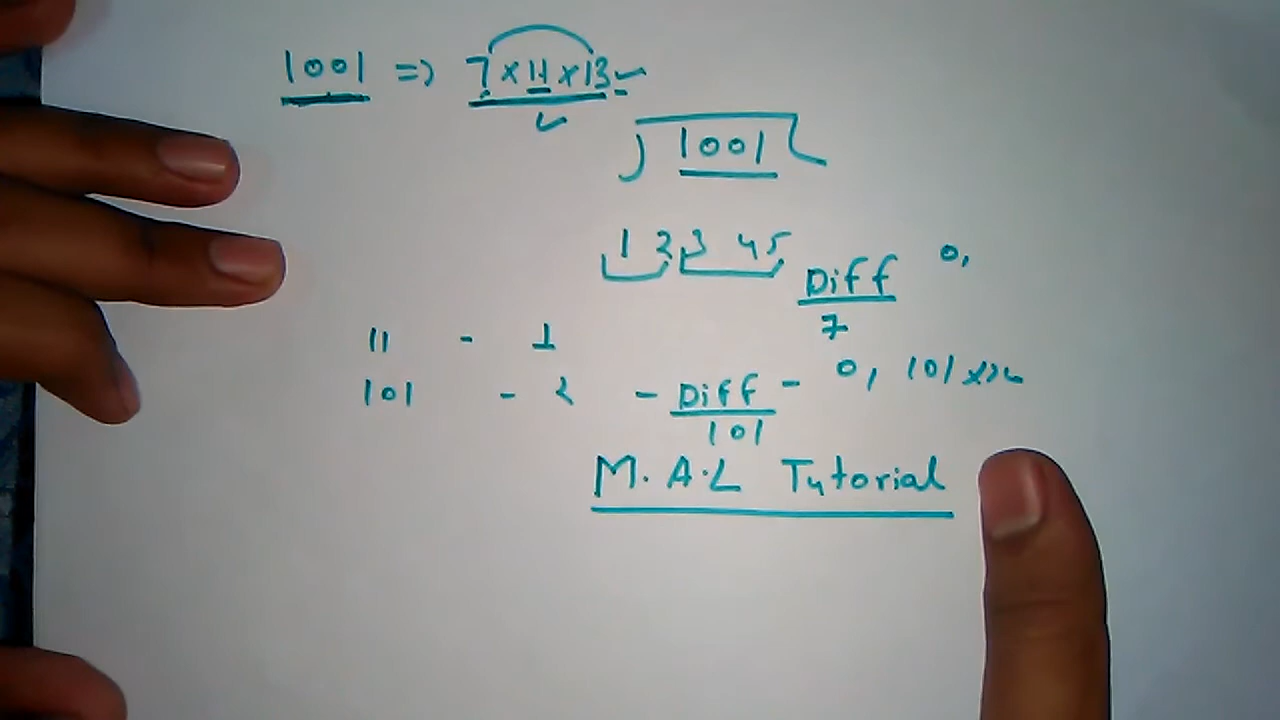 1001 => 7 × 11 × 13
1001
1 2 3 4 5
Diff 0,
7
11 - 1
101 - 2 - Diff - 0, 101
101
M. A. L Tutorial